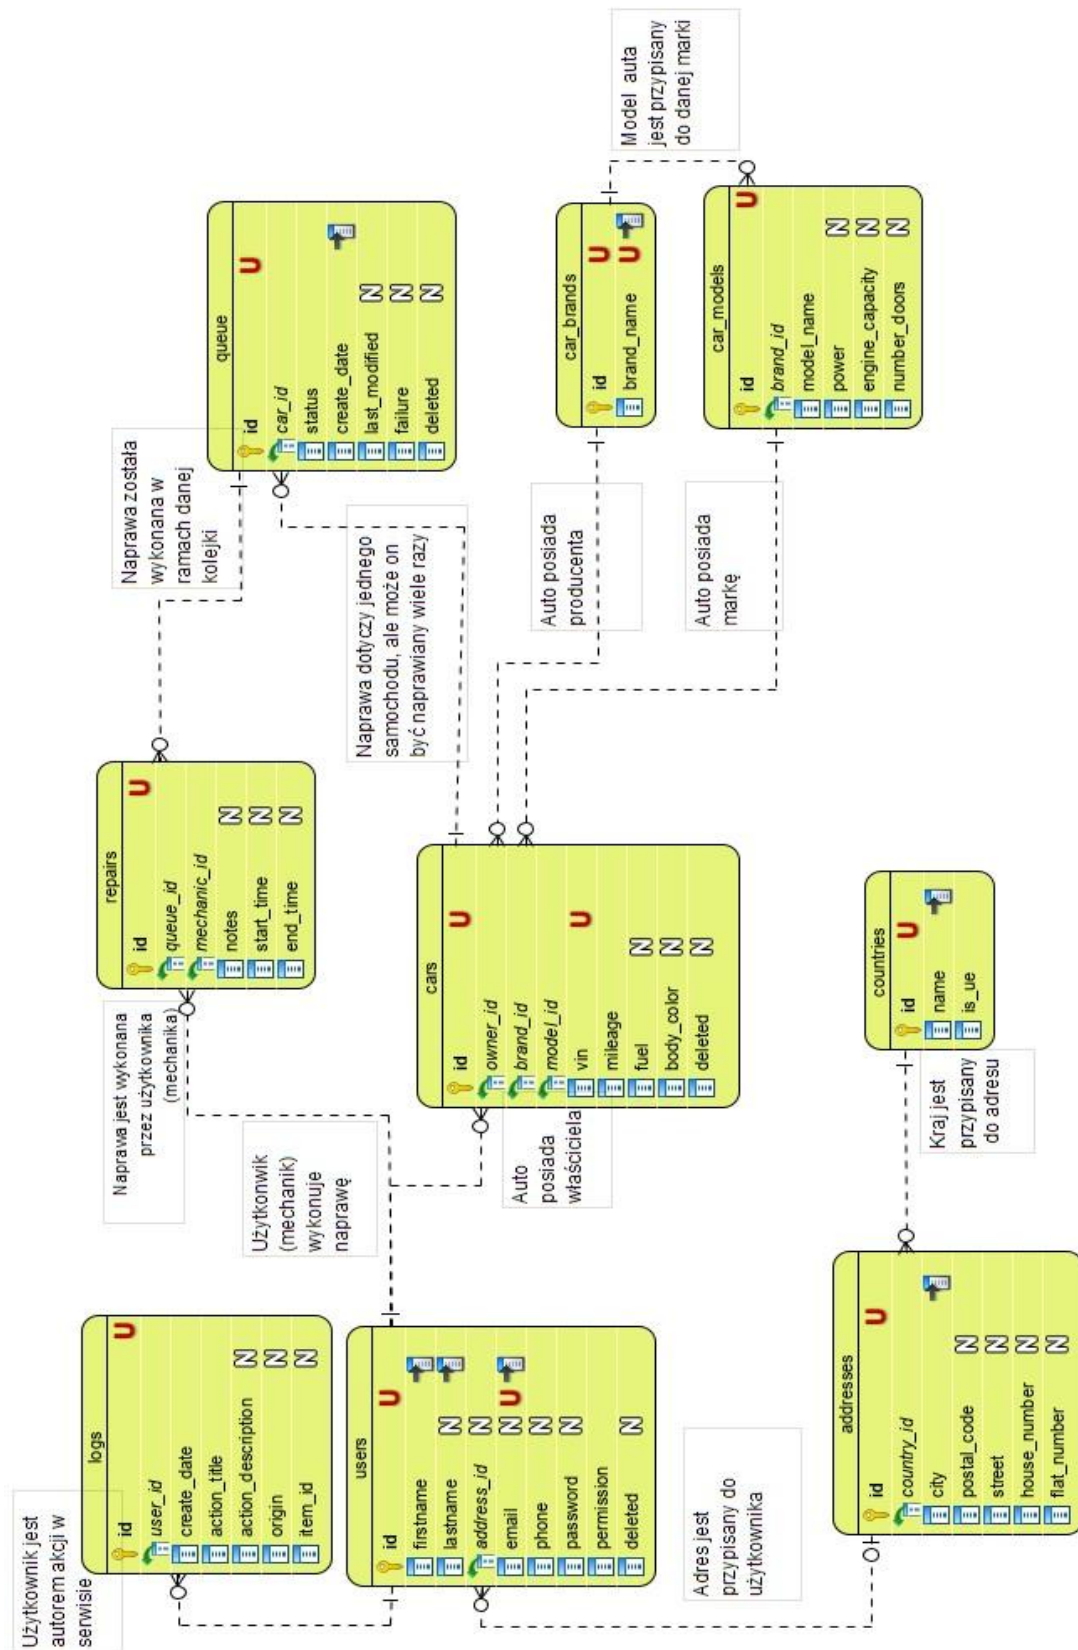 Użytkownik jest
autorem akcji w
serwisie
logs
id
U
user_id
create_date
action_title
action_description
N
origin
N
item_id
N
users
id
U
firstname
lastname
N
address_id
N
email
N
U
phone
N
password
N
permission
deleted
N
Adres jest
przypisany do
użytkownika
addresses
id
U
country_id
city
postal_code
N
street
N
house_number
N
flat_number
N
Naprawa jest wykonana
przez użytkownika
(mechanika)
Użytkonwik
(mechanik)
wykonuje
naprawę
Auto
posiada
właściciela
Kraj jest
przypisany
do adresu
repairs
id
U
queue_id
mechanic_id
notes
N
start_time
N
end_time
N
cars
id
U
owner_id
brand_id
model_id
vin
U
mileage
fuel
N
body_color
N
deleted
N
countries
id
U
name
is_ue
Naprawa została
wykonana w
ramach danej
kolejki
Naprawa dotyczy jednego
samochodu, ale może on
być naprawiany wiele razy
Auto posiada
producenta
Auto posiada
markę
queue
id
U
car_id
status
create_date
last_modified
N
failure
N
deleted
N
car_brands
id
U
brand_name
U
car_models
id
U
brand_id
model_name
power
N
engine_capacity
N
number_doors
N
Model auta
jest przypisany
do danej marki